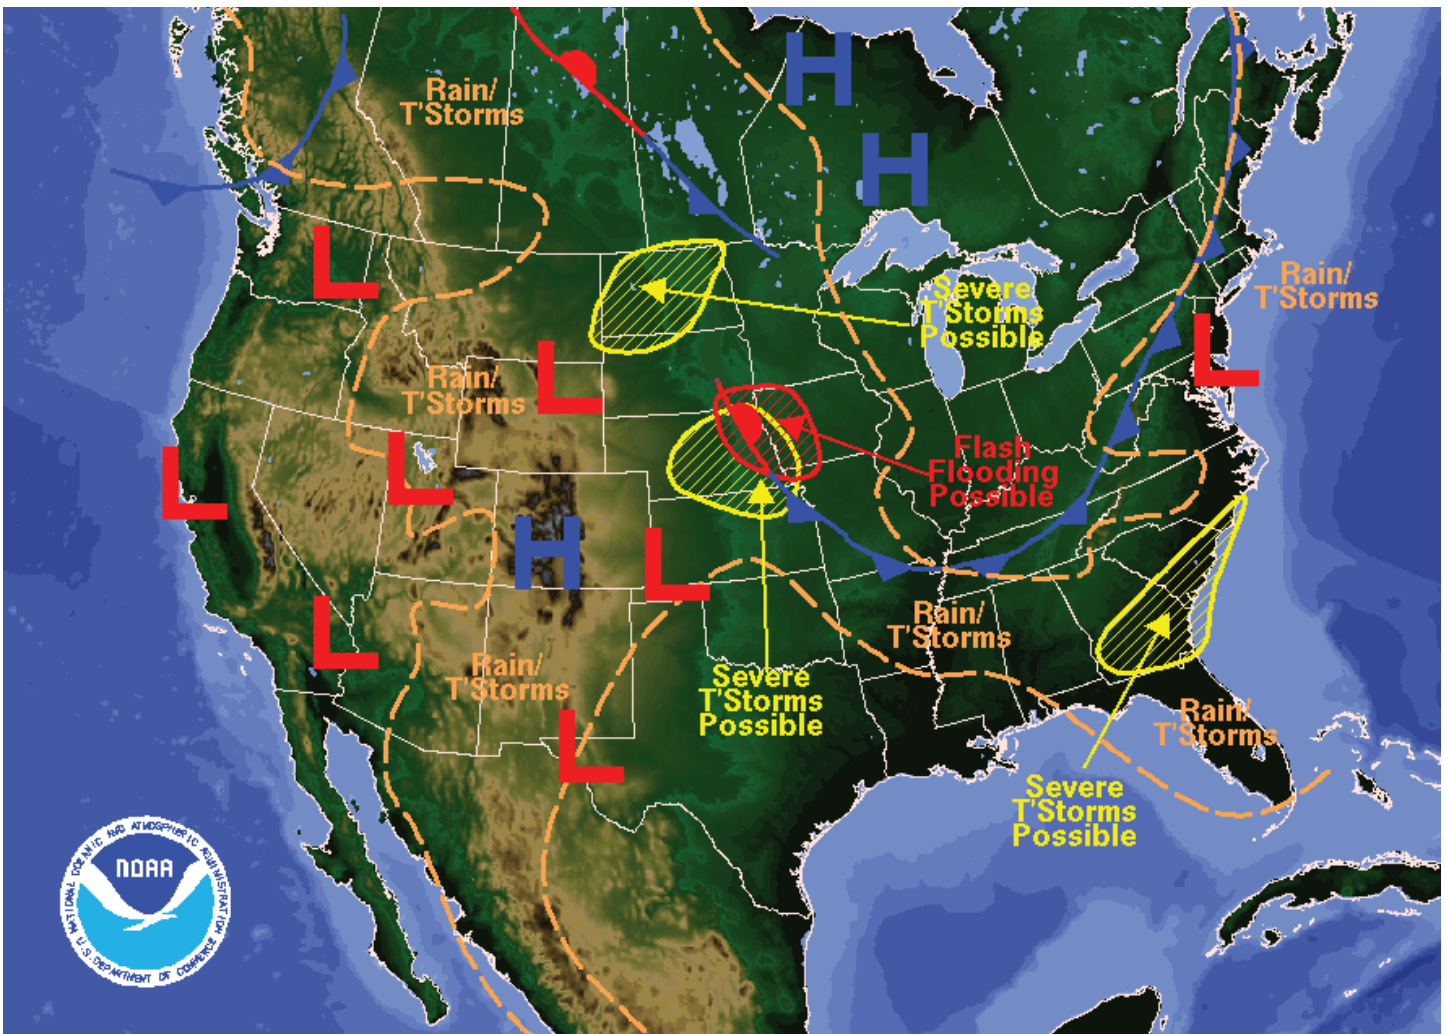 H
Rain/
T'Storms
H
L
Rain/
T'Storms
Severe
T'Storms
Possible
L
L
Rain/
T'Storms
L
L
Flash
Flooding
Possible
H
L
L
Rain/
T'Storms
Rain/
T'Storms
Severe
T'Storms
Possible
Rain/
T'Storms
L
Severe
T'Storms
Possible
NATIONAL OCEANIC AND ATMOSPHERIC ADMINISTRATION
NOAA
U.S. DEPARTMENT OF COMMERCE